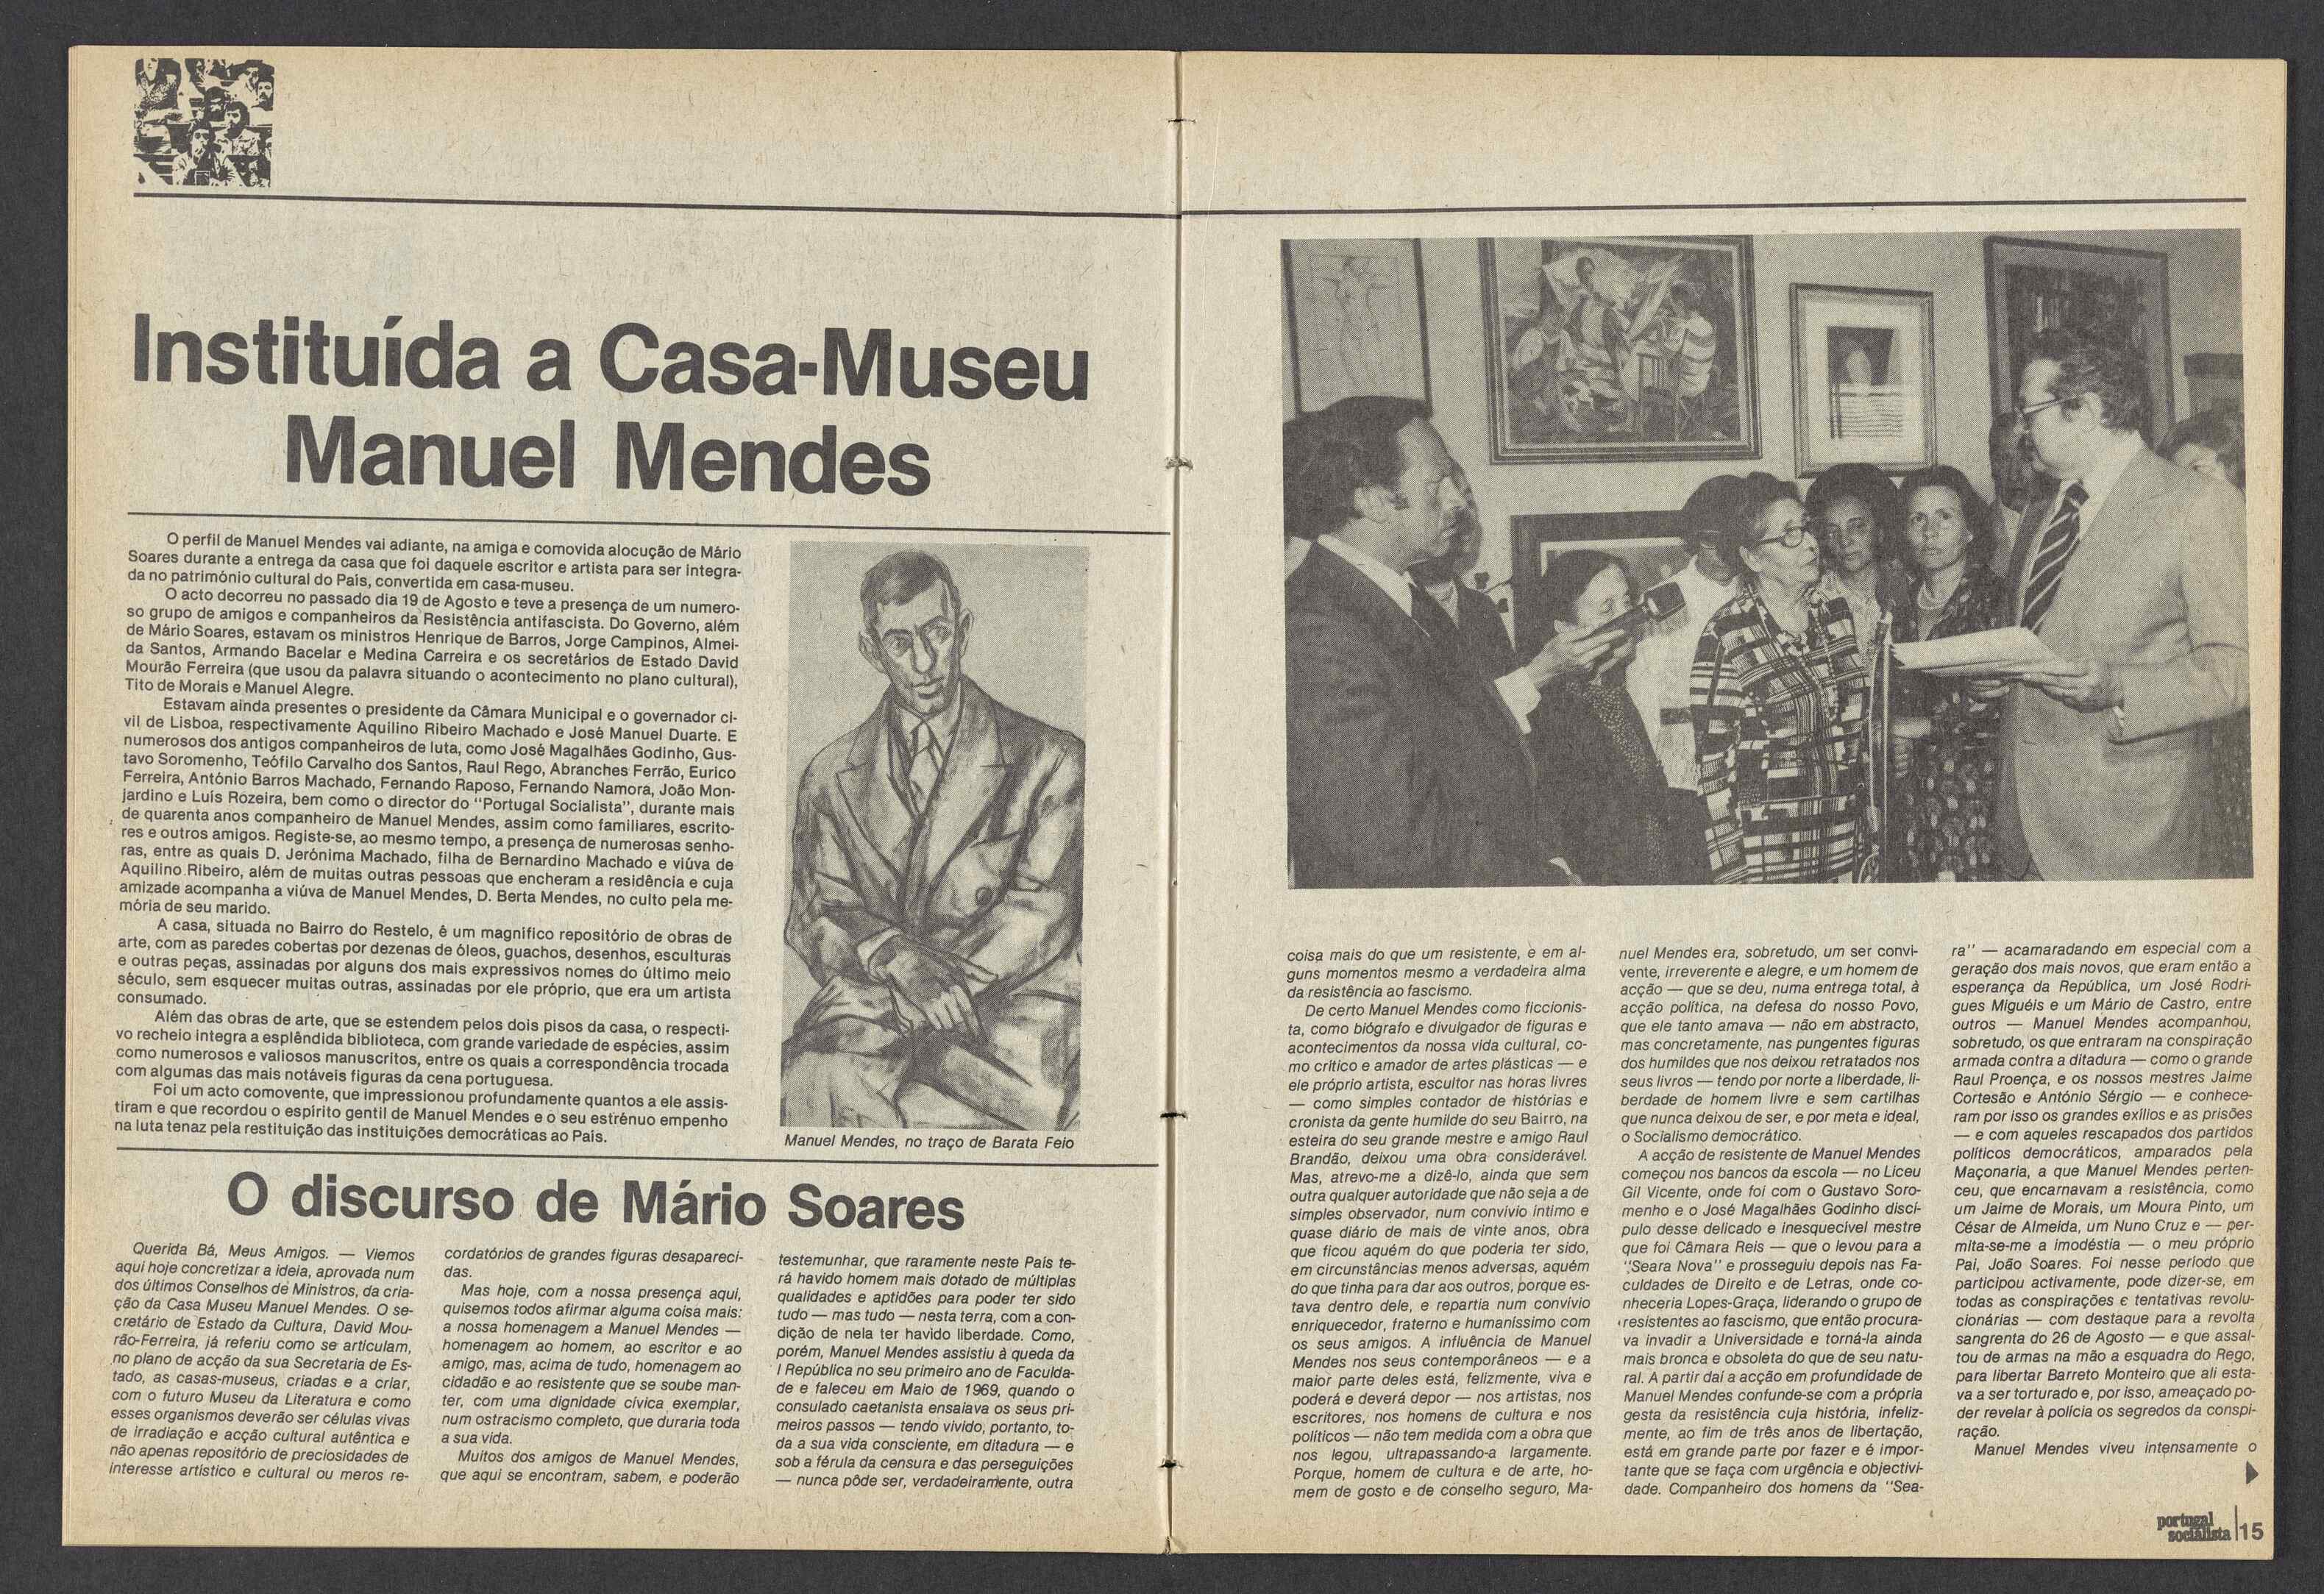 Instituída a Casa-Museu
Manuel Mendes
O perfil de Manuel Mendes vai adiante, na amiga e comovida alocução de Mário
Soares durante a entrega da casa que foi daquele escritor e artista para ser integra-
da no património cultural do País, convertida em casa-museu.
O acto decorreu no passado dia 19 de Agosto e teve a presença de um numero-
so grupo de amigos e companheiros da Resistência antifascista. Do Governo, além
de Mário Soares, estavam os ministros Henrique de Barros, Jorge Campinos, Almei-
da Santos, Armando Bacelar e Medina Carreira e os secretários de Estado David
Mourão Ferreira (que usou da palavra situando o acontecimento no plano cultural),
Tito de Morais e Manuel Alegre.
Estavam ainda presentes o presidente da Câmara Municipal e o governador ci-
vil de Lisboa, respectivamente Aquilino Ribeiro Machado e José Manuel Duarte. E
numerosos dos antigos companheiros de luta, como José Magalhães Godinho, Gus-
tavo Soromenho, Teófilo Carvalho dos Santos, Raul Rego, Abranches Ferrão, Eurico
Ferreira, António Barros Machado, Fernando Raposo, Fernando Namora, João Mon-
jardino e Luís Rozeira, bem como o director do "Portugal Socialista", durante mais
de quarenta anos companheiro de Manuel Mendes, assim como familiares, escrito-
res e outros amigos. Registe-se, ao mesmo tempo, a presença de numerosas senho-
ras, entre as quais D. Jerónima Machado, filha de Bernardino Machado e viúva de
Aquilino Ribeiro, além de muitas outras pessoas que encheram a residência e cuja
amizade acompanha a viúva de Manuel Mendes, D. Berta Mendes, no culto pela me-
mória de seu marido.
A casa, situada no Bairro do Restelo, é um magnífico repositório de obras de
arte, com as paredes cobertas por dezenas de óleos, guachos, desenhos, esculturas
e outras peças, assinadas por alguns dos mais expressivos nomes do último meio
século, sem esquecer muitas outras, assinadas por ele próprio, que era um artista
consumado.
Além das obras de arte, que se estendem pelos dois pisos da casa, o respecti-
vo recheio integra a esplêndida biblioteca, com grande variedade de espécies, assim
como numerosos e valiosos manuscritos, entre os quais a correspondência trocada
com algumas das mais notáveis figuras da cena portuguesa.
Foi um acto comovente, que impressionou profundamente quantos a ele assis-
tiram e que recordou o espírito gentil de Manuel Mendes e o seu estrénuo empenho
na luta tenaz pela restituição das instituições democráticas ao País.
Manuel Mendes, no traço de Barata Feio
O discurso de Mário Soares
Querida Bá, Meus Amigos. — Viemos
aqui hoje concretizar a ideia, aprovada num
dos últimos Conselhos de Ministros, da cria-
ção da Casa Museu Manuel Mendes. O se-
cretário de Estado da Cultura, David Mou-
rão-Ferreira, já referiu como se articulam,
no plano de acção da sua Secretaria de Es-
tado, as casas-museus, criadas e a criar,
com o futuro Museu da Literatura e como
esses organismos deverão ser células vivas
de irradiação e acção cultural autêntica e
não apenas repositório de preciosidades de
interesse artístico e cultural ou meros re-
cordatórios de grandes figuras desapareci-
das.
Mas hoje, com a nossa presença aqui,
quisemos todos afirmar alguma coisa mais:
a nossa homenagem a Manuel Mendes —
homenagem ao homem, ao escritor e ao
amigo, mas, acima de tudo, homenagem ao
cidadão e ao resistente que se soube man-
ter, com uma dignidade cívica exemplar,
num ostracismo completo, que duraria toda
a sua vida.
Muitos dos amigos de Manuel Mendes,
que aqui se encontram, sabem, e poderão
testemunhar, que raramente neste País te-
rá havido homem mais dotado de múltiplas
qualidades e aptidões para poder ter sido
tudo — mas tudo — nesta terra, com a con-
dição de nela ter havido liberdade. Como,
porém, Manuel Mendes assistiu à queda da
I República no seu primeiro ano de Faculda-
de e faleceu em Maio de 1969, quando o
consulado caetanista ensaiava os seus pri-
meiros passos — tendo vivido, portanto, to-
da a sua vida consciente, em ditadura — e
sob a férula da censura e das perseguições
— nunca pôde ser, verdadeiramente, outra
coisa mais do que um resistente, e em al-
guns momentos mesmo a verdadeira alma
da resistência ao fascismo.
De certo Manuel Mendes como ficcionis-
ta, como biógrafo e divulgador de figuras e
acontecimentos da nossa vida cultural, co-
mo crítico e amador de artes plásticas — e
ele próprio artista, escultor nas horas livres
— como simples contador de histórias e
cronista da gente humilde do seu Bairro, na
esteira do seu grande mestre e amigo Raul
Brandão, deixou uma obra considerável.
Mas, atrevo-me a dizê-lo, ainda que sem
outra qualquer autoridade que não seja a de
simples observador, num convívio íntimo e
quase diário de mais de vinte anos, obra
que ficou aquém do que poderia ter sido,
em circunstâncias menos adversas, aquém
do que tinha para dar aos outros, porque es-
tava dentro dele, e repartia num convívio
enriquecedor, fraterno e humaníssimo com
os seus amigos. A influência de Manuel
Mendes nos seus contemporâneos — e a
maior parte deles está, felizmente, viva e
poderá e deverá depor — nos artistas, nos
escritores, nos homens de cultura e nos
políticos — não tem medida com a obra que
nos legou, ultrapassando-a largamente.
Porque, homem de cultura e de arte, ho-
mem de gosto e de conselho seguro, Ma-
nuel Mendes era, sobretudo, um ser convi-
vente, irreverente e alegre, e um homem de
acção — que se deu, numa entrega total, à
acção política, na defesa do nosso Povo,
que ele tanto amava — não em abstracto,
mas concretamente, nas pungentes figuras
dos humildes que nos deixou retratados nos
seus livros — tendo por norte a liberdade, li-
berdade de homem livre e sem cartilhas
que nunca deixou de ser, e por meta e ideal,
o Socialismo democrático.
A acção de resistente de Manuel Mendes
começou nos bancos da escola — no Liceu
Gil Vicente, onde foi com o Gustavo Soro-
menho e o José Magalhães Godinho discí-
pulo desse delicado e inesquecível mestre
que foi Câmara Reis — que o levou para a
"Seara Nova" e prosseguiu depois nas Fa-
culdades de Direito e de Letras, onde co-
nheceria Lopes-Graça, liderando o grupo de
resistentes ao fascismo, que então procura-
va invadir a Universidade e torná-la ainda
mais bronca e obsoleta do que de seu natu-
ral. A partir daí a acção em profundidade de
Manuel Mendes confunde-se com a própria
gesta da resistência cuja história, infeliz-
mente, ao fim de três anos de libertação,
está em grande parte por fazer e é impor-
tante que se faça com urgência e objectivi-
dade. Companheiro dos homens da "Sea-
ra" — acamaradando em especial com a
geração dos mais novos, que eram então a
esperança da República, um José Rodri-
gues Miguéis e um Mário de Castro, entre
outros — Manuel Mendes acompanhou,
sobretudo, os que entraram na conspiração
armada contra a ditadura — como o grande
Raul Proença, e os nossos mestres Jaime
Cortesão e António Sérgio — e conhece-
ram por isso os grandes exílios e as prisões
— e com aqueles rescapados dos partidos
políticos democráticos, amparados pela
Maçonaria, a que Manuel Mendes perten-
ceu, que encarnavam a resistência, como
um Jaime de Morais, um Moura Pinto, um
César de Almeida, um Nuno Cruz e — per-
mita-se-me a imodéstia — o meu próprio
Pai, João Soares. Foi nesse período que
participou activamente, pode dizer-se, em
todas as conspirações e tentativas revolu-
cionárias — com destaque para a revolta
sangrenta do 26 de Agosto — e que assal-
tou de armas na mão a esquadra do Rego,
para libertar Barreto Monteiro que ali esta-
va a ser torturado e, por isso, ameaçado po-
der revelar à polícia os segredos da conspi-
ração.
Manuel Mendes viveu intensamente o
portugal
socialista 15